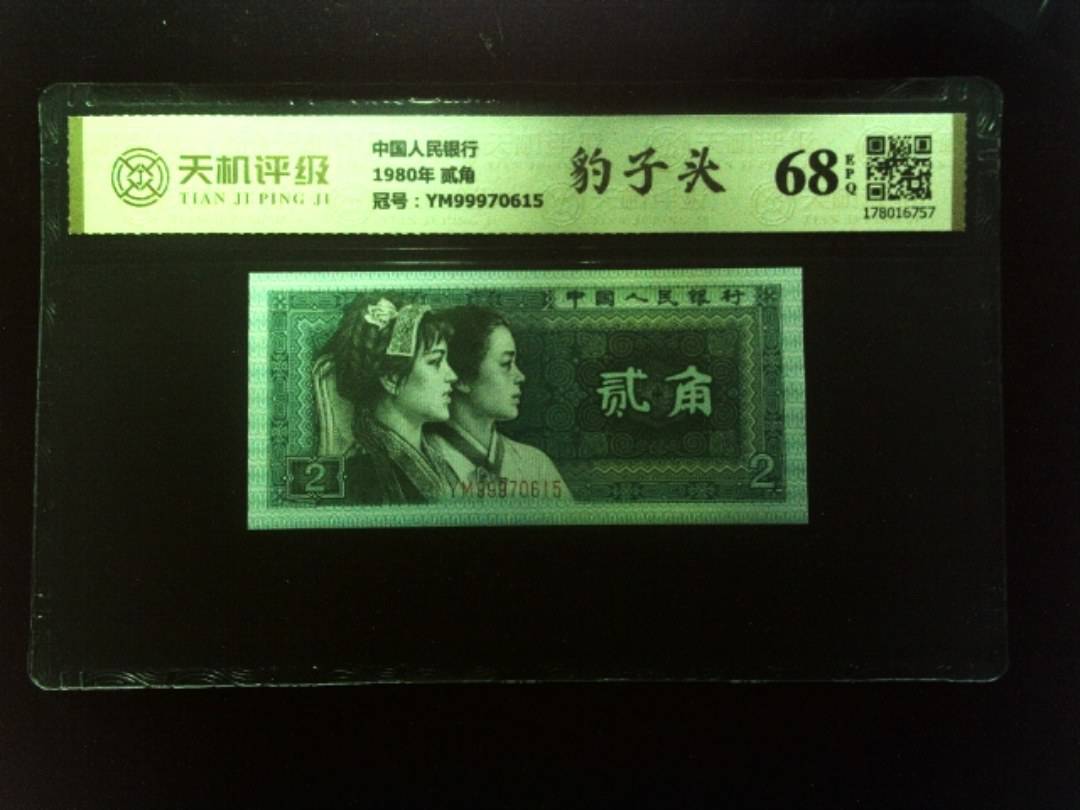 天机评级
TIAN JI PING JI
中国人民银行
1980年 贰角
冠号：YM99970615
豹子头
68
EPQ
178016757
中国人民银行
贰角
2
2
YM99970615